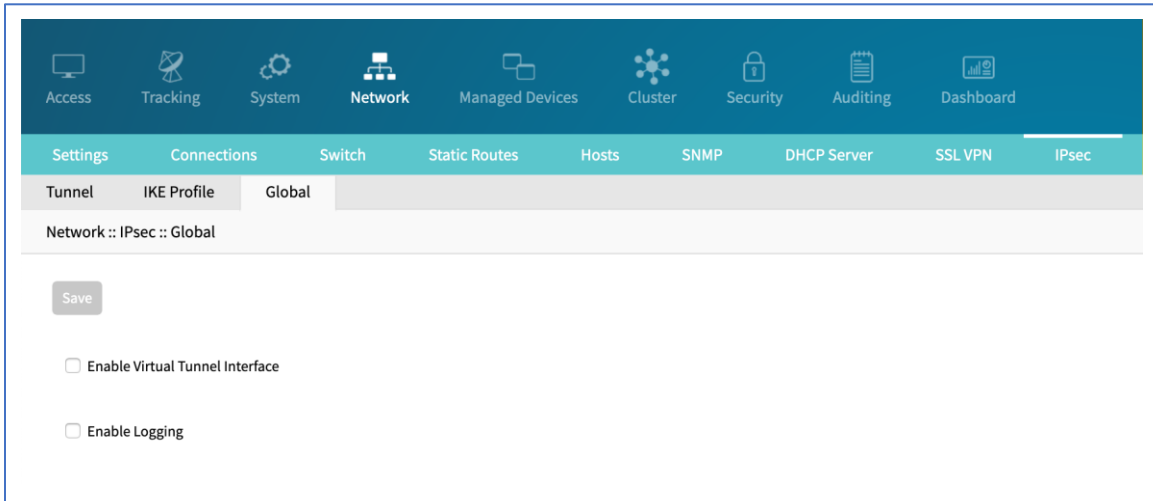 Access Tracking System Network Managed Devices Cluster Security Auditing Dashboard
Settings Connections Switch Static Routes Hosts SNMP DHCP Server SSL VPN IPsec
Tunnel IKE Profile Global
Network :: IPsec :: Global
Save
Enable Virtual Tunnel Interface
Enable Logging